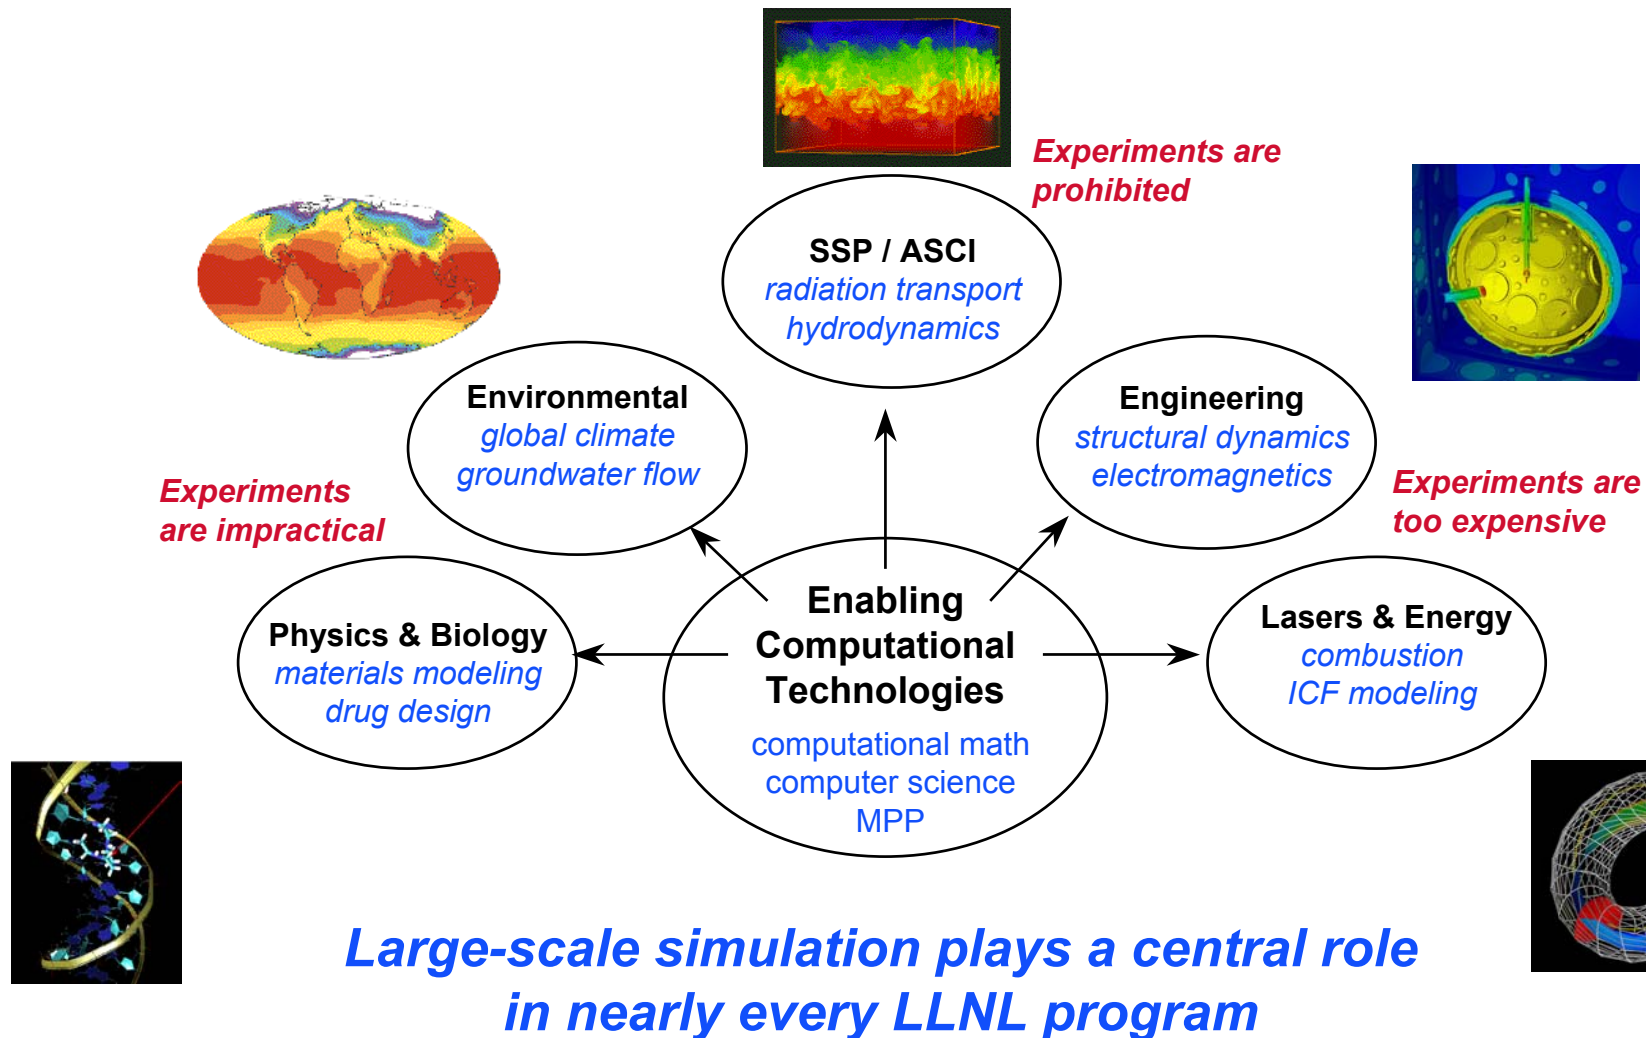 Experiments are
prohibited
SSP / ASCI
radiation transport
hydrodynamics
Environmental
global climate
groundwater flow
Engineering
structural dynamics
electromagnetics
Experiments
are impractical
Experiments are
too expensive
Physics & Biology
materials modeling
drug design
Enabling
Computational
Technologies
computational math
computer science
MPP
Lasers & Energy
combustion
ICF modeling
Large-scale simulation plays a central role
in nearly every LLNL program